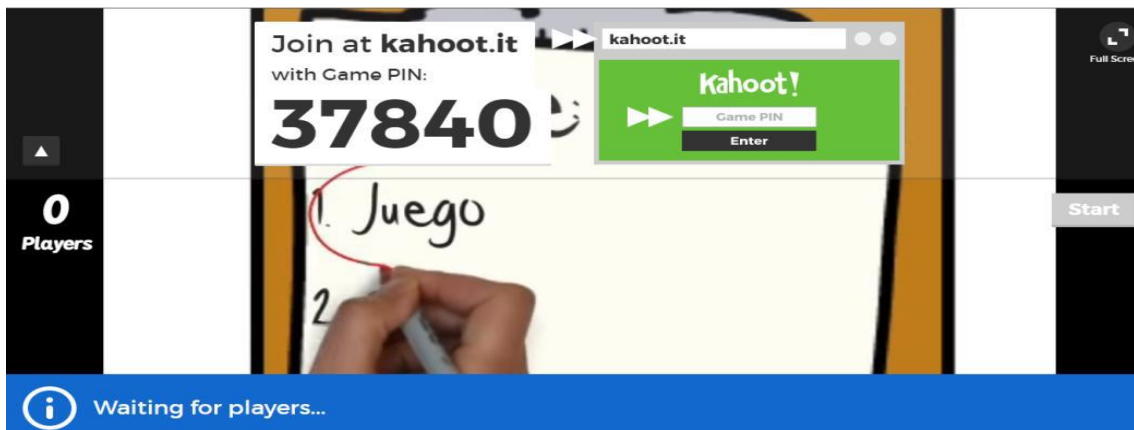 Join at kahoot.it
with Game PIN:
37840
kahoot.it
Kahoot!
Game PIN
Enter
Full Scre
0
Players
Start
1. Juego
2
Waiting for players...